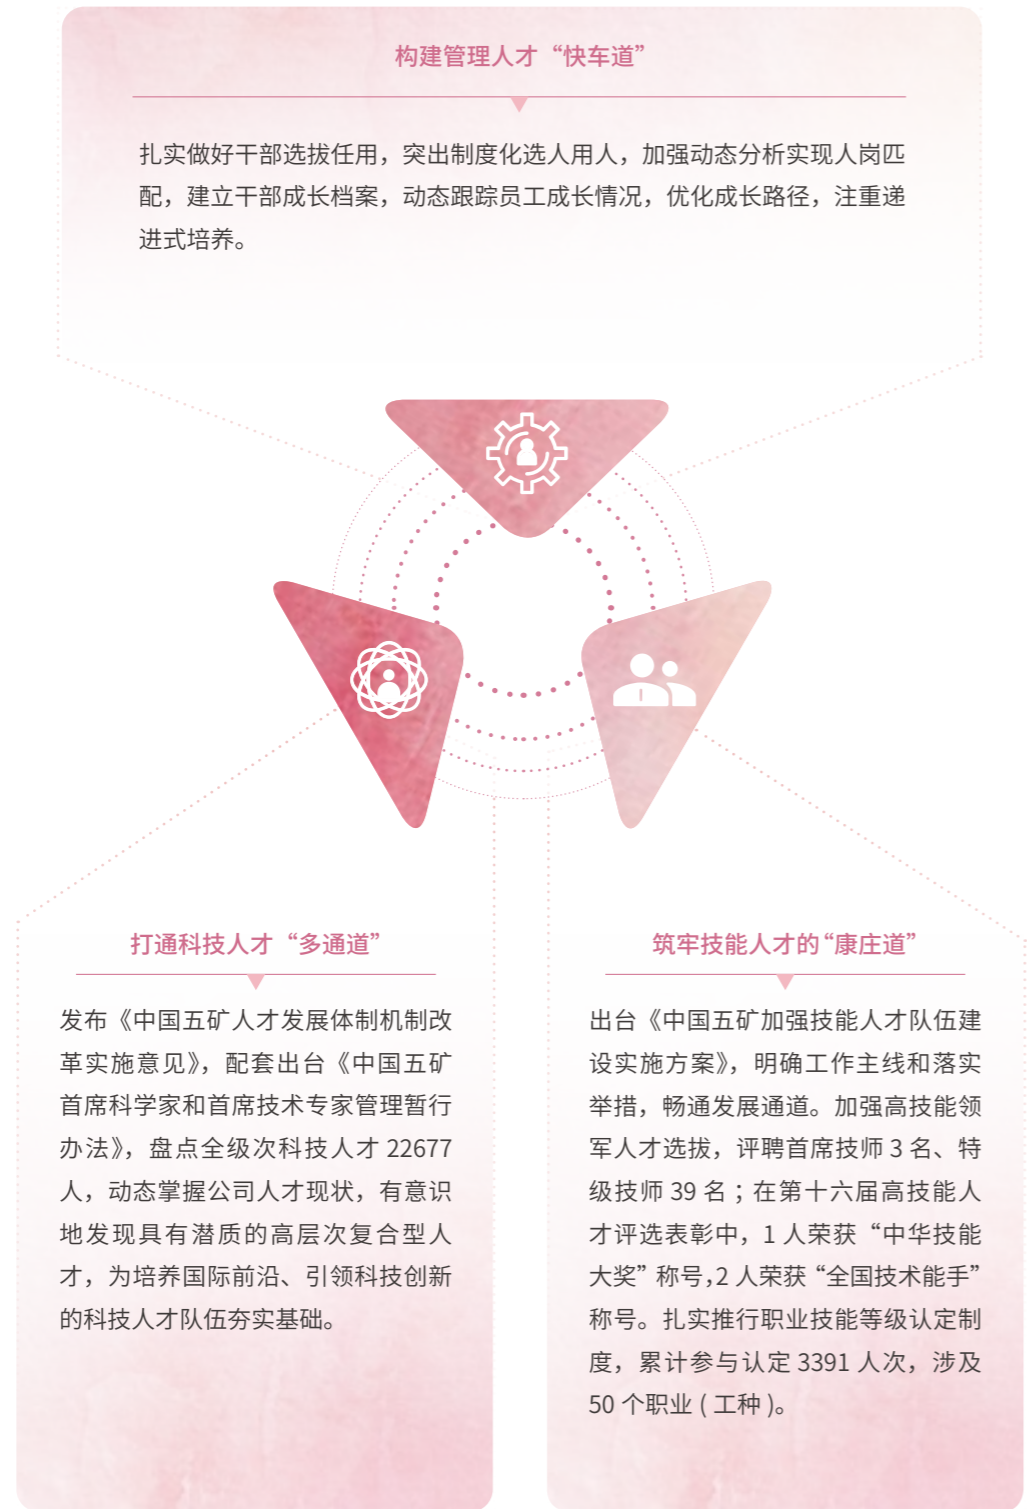 构建管理人才“快车道”
扎实做好干部选拔任用，突出制度化选人用人，加强动态分析实现人岗匹
配，建立干部成长档案，动态跟踪员工成长情况，优化成长路径，注重递
进式培养。
打通科技人才“多通道”
发布《中国五矿人才发展体制机制改
革实施意见》，配套出台《中国五矿
首席科学家和首席技术专家管理暂行
办法》，盘点全级次科技人才 22677
人，动态掌握公司人才现状，有意识
地发现具有潜质的高层次复合型人
才，为培养国际前沿、引领科技创新
的科技人才队伍夯实基础。
筑牢技能人才的“康庄道”
出台《中国五矿加强技能人才队伍建
设实施方案》，明确工作主线和落实
举措，畅通发展通道。加强高技能领
军人才选拔，评聘首席技师 3 名、特
级技师 39 名；在第十六届高技能人
才评选表彰中，1 人荣获“中华技能
大奖”称号，2 人荣获“全国技术能手”
称号。扎实推行职业技能等级认定制
度，累计参与认定 3391 人次，涉及
50 个职业 ( 工种 )。